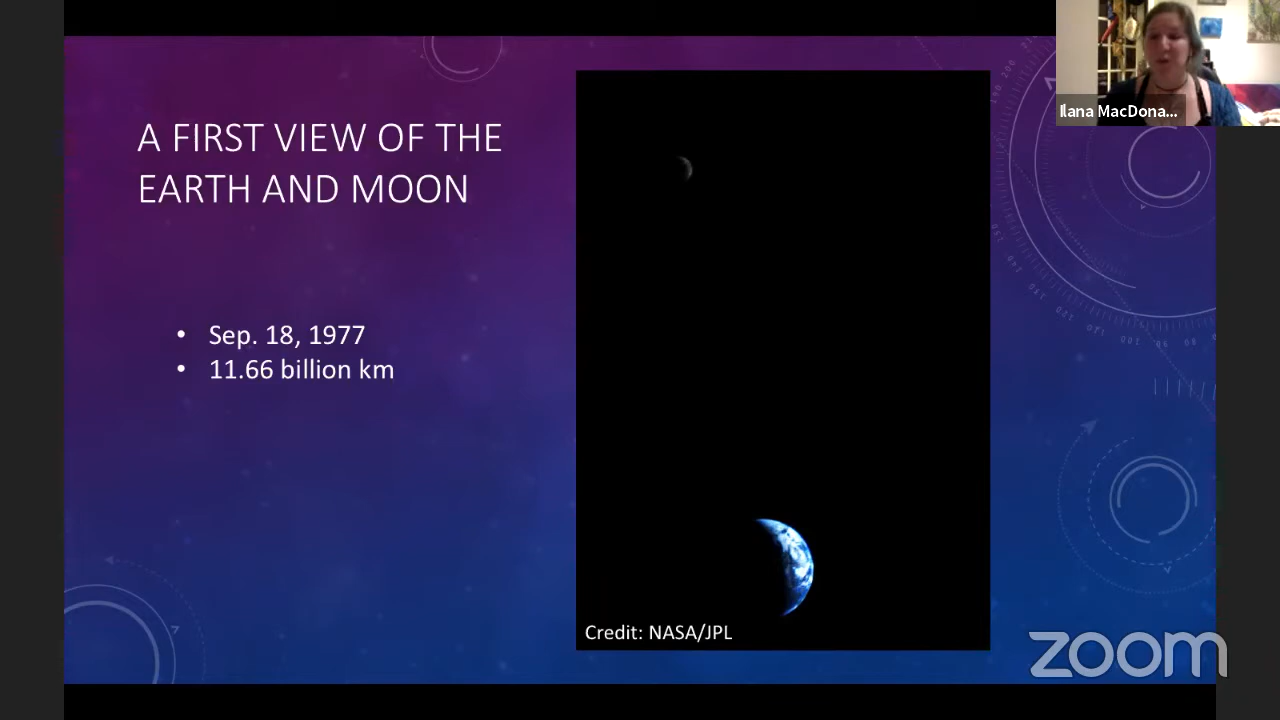 A FIRST VIEW OF THE
EARTH AND MOON
• Sep. 18, 1977
• 11.66 billion km
Credit: NASA/JPL
Ilana MacDona...
zoom